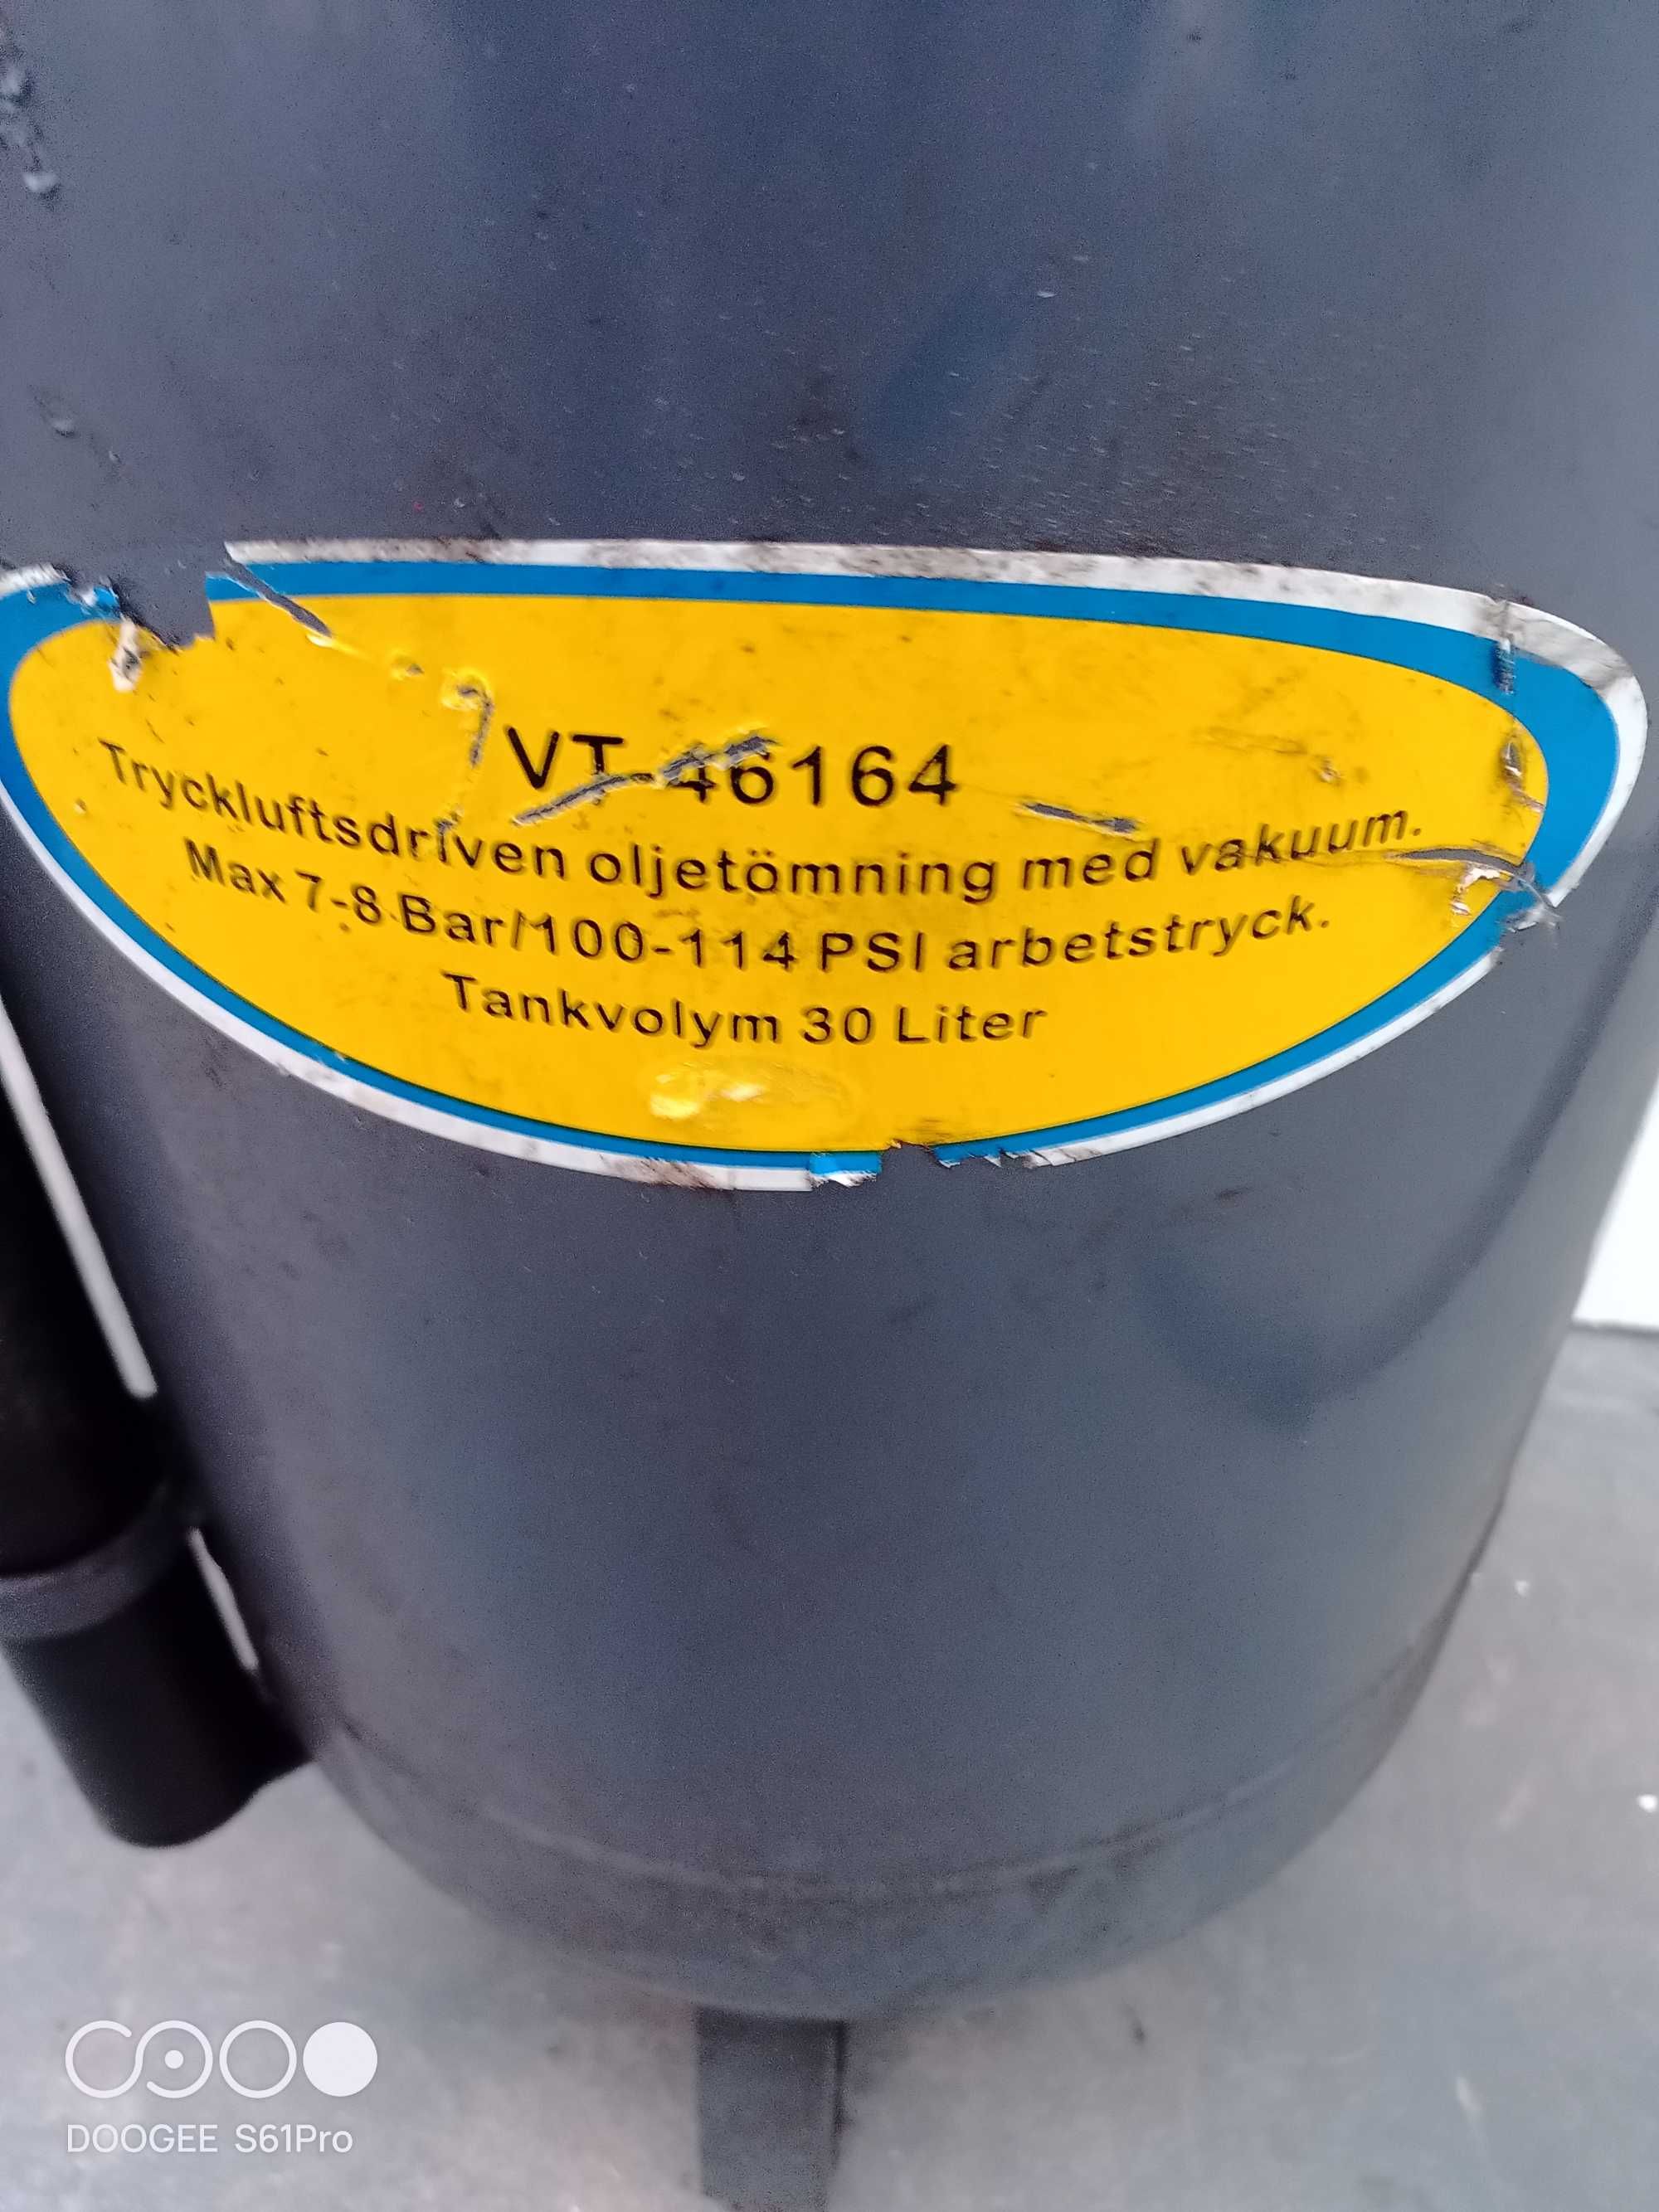 VT-46164
Tryckluftsdriven oljetömning med vakuum.
Max 7-8 Bar/100-114 PSI arbetstryck.
Tankvolym 30 Liter
DOOGEE S61Pro